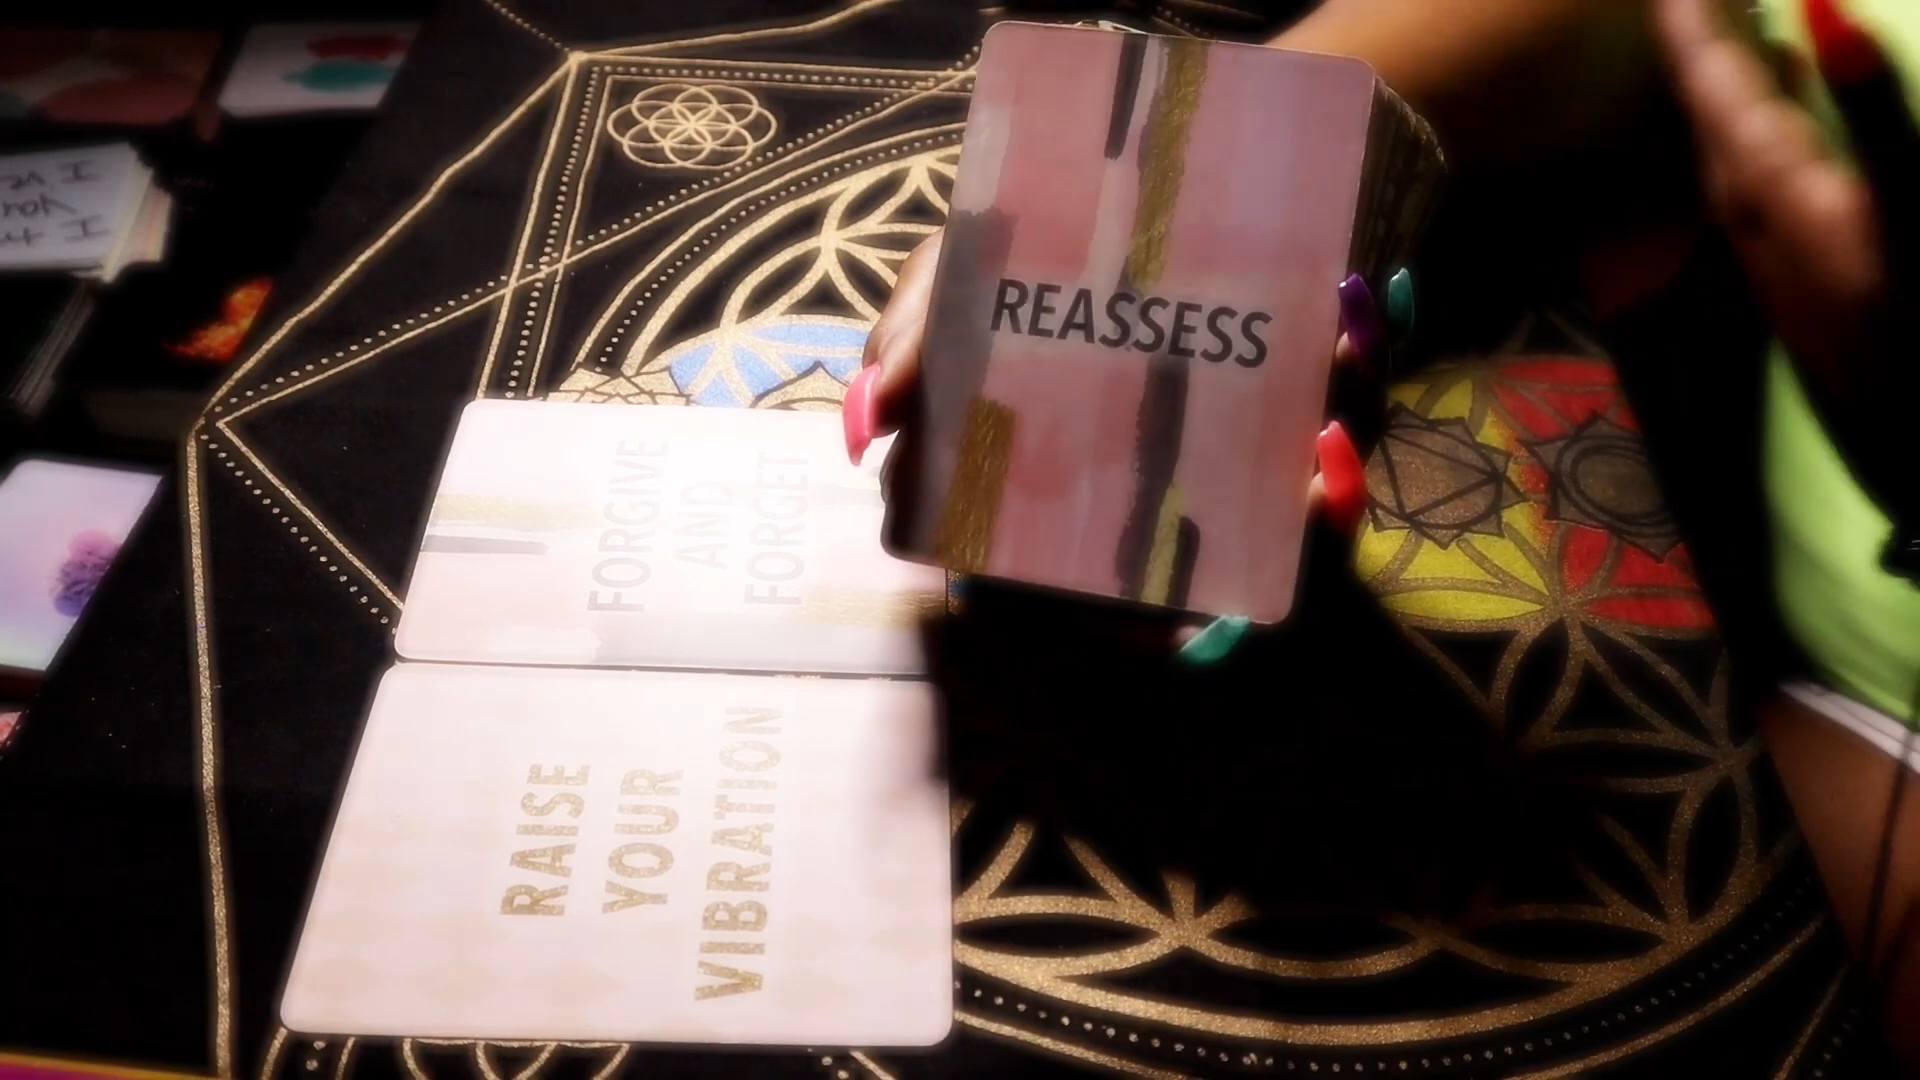 REASSESS
FORGIVE
AND
FORGET
RAISE
YOUR
VIBRATION